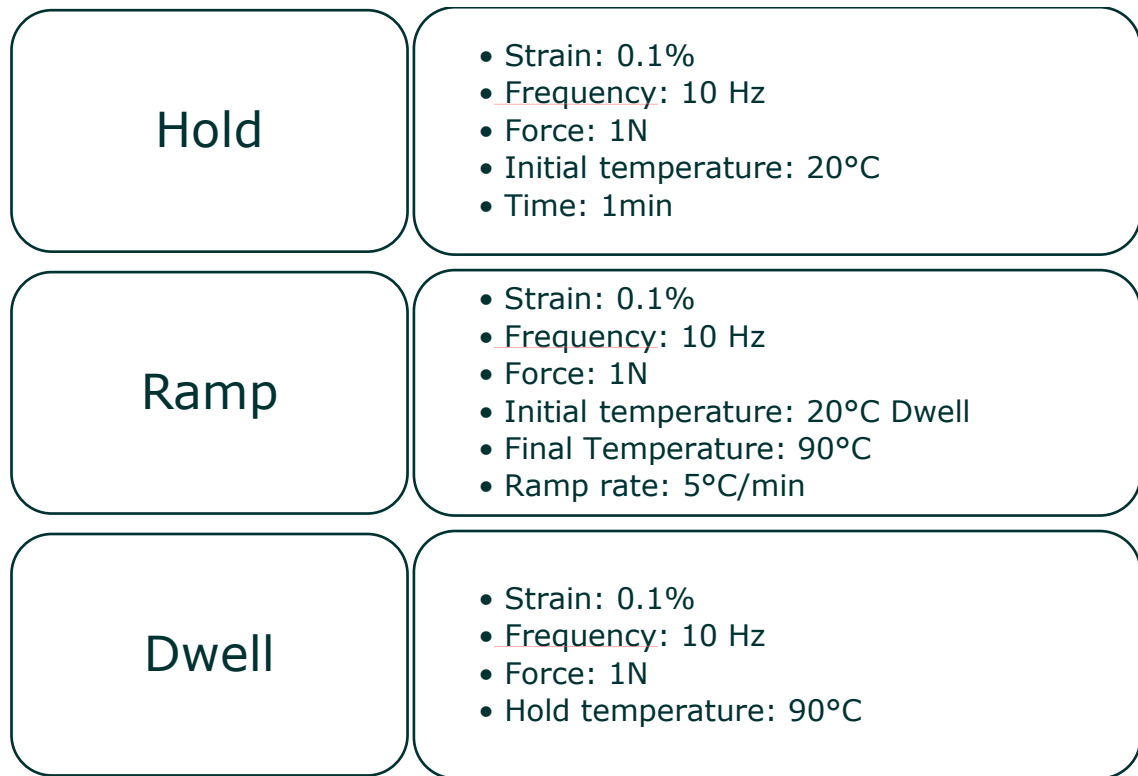 Hold
• Strain: 0.1%
• Frequency: 10 Hz
• Force: 1N
• Initial temperature: 20°C
• Time: 1min
Ramp
• Strain: 0.1%
• Frequency: 10 Hz
• Force: 1N
• Initial temperature: 20°C Dwell
• Final Temperature: 90°C
• Ramp rate: 5°C/min
Dwell
• Strain: 0.1%
• Frequency: 10 Hz
• Force: 1N
• Hold temperature: 90°C